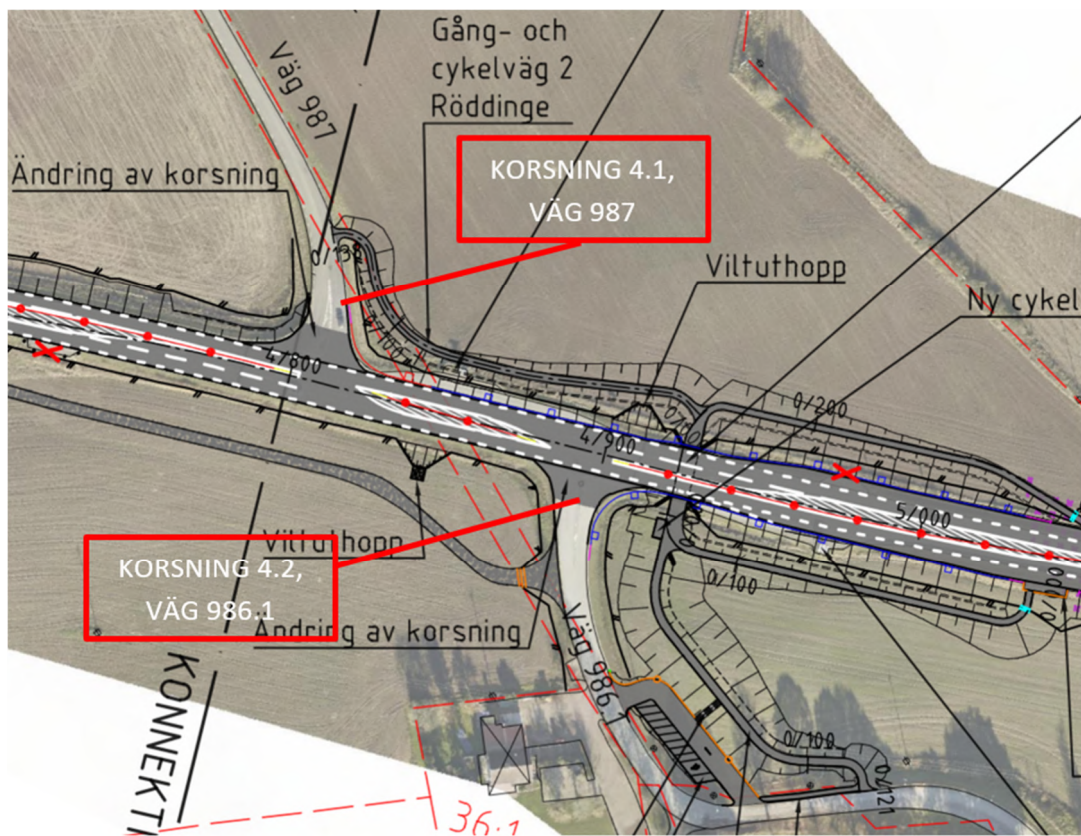 Gång- och
cykelväg 2
Röddinge
Väg 987
KORSNING 4.1,
VÄG 987
Ändring av korsning
Viltuthopp
Ny cykel
4/800
0/200
4/900
5/000
Viltuthopp
0/100
KORSNING 4.2,
VÄG 986.1
Ändring av korsning
Väg 986.1
KONNEKTI
0/100
0/121
36:1